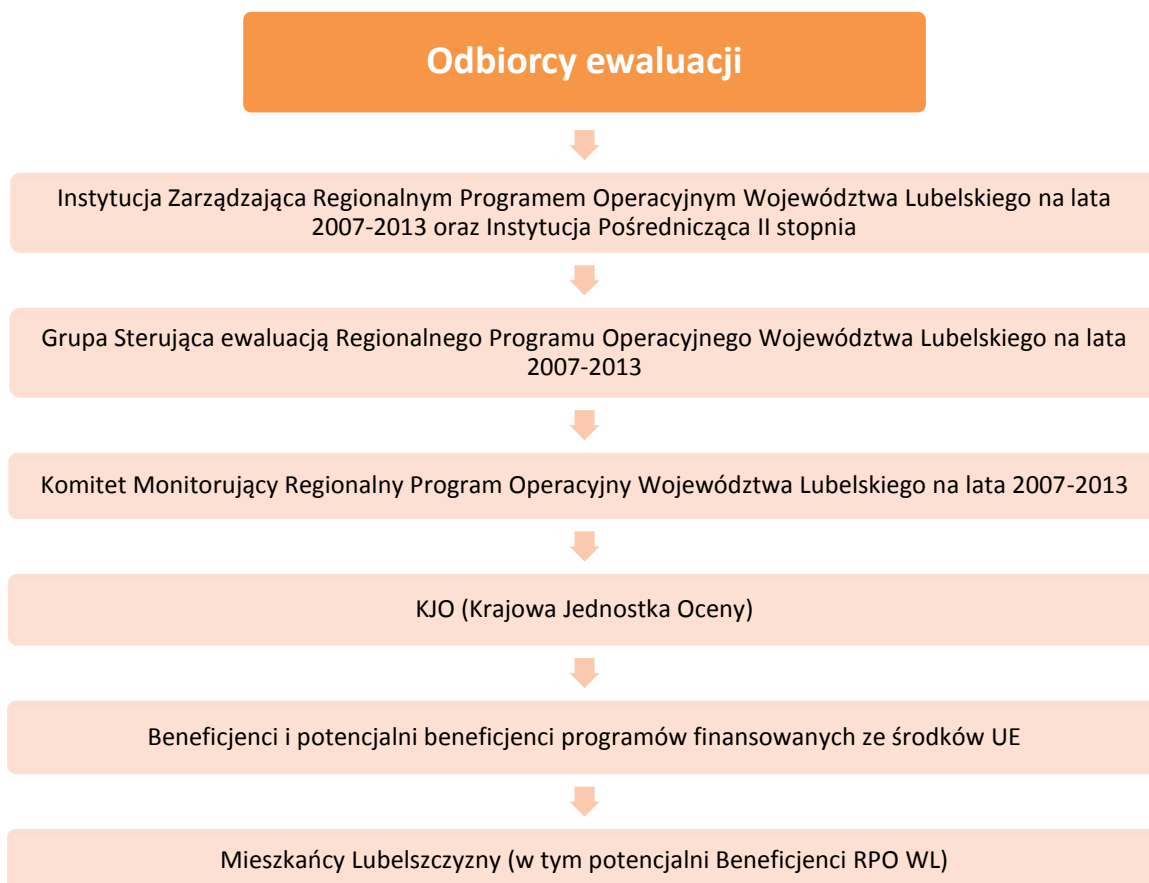 Odbiorcy ewaluacji
Instytucja Zarządzająca Regionalnym Programem Operacyjnym Województwa Lubelskiego na lata
2007-2013 oraz Instytucja Pośrednicząca II stopnia
Grupa Sterująca ewaluacją Regionalnego Programu Operacyjnego Województwa Lubelskiego na lata
2007-2013
Komitet Monitorujący Regionalny Program Operacyjny Województwa Lubelskiego na lata 2007-2013
KJO (Krajowa Jednostka Oceny)
Beneficjenci i potencjalni beneficjenci programów finansowanych ze środków UE
Mieszkańcy Lubelszczyzny (w tym potencjalni Beneficjenci RPO WL)